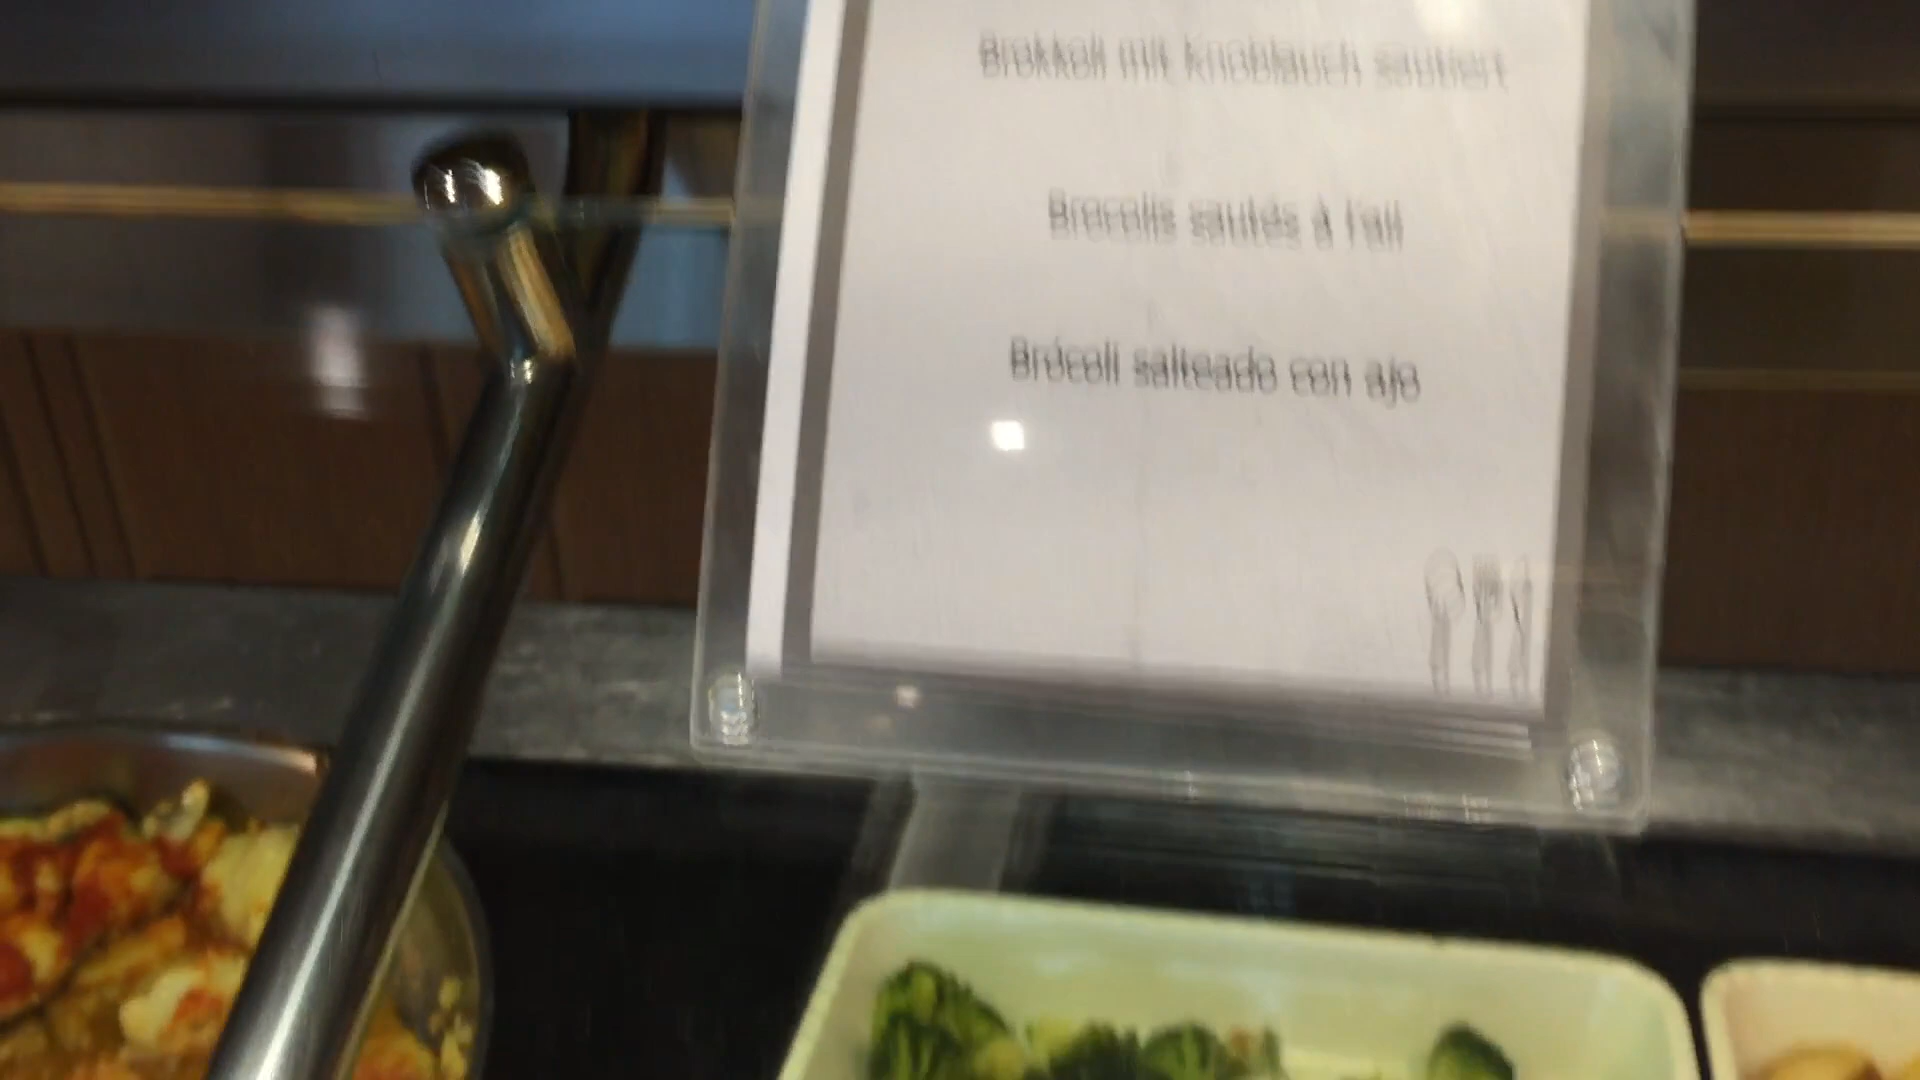 Brokkoli mit Knoblauch sautiert
Brocolis sautés à l'ail
Brócoli salteado con ajo